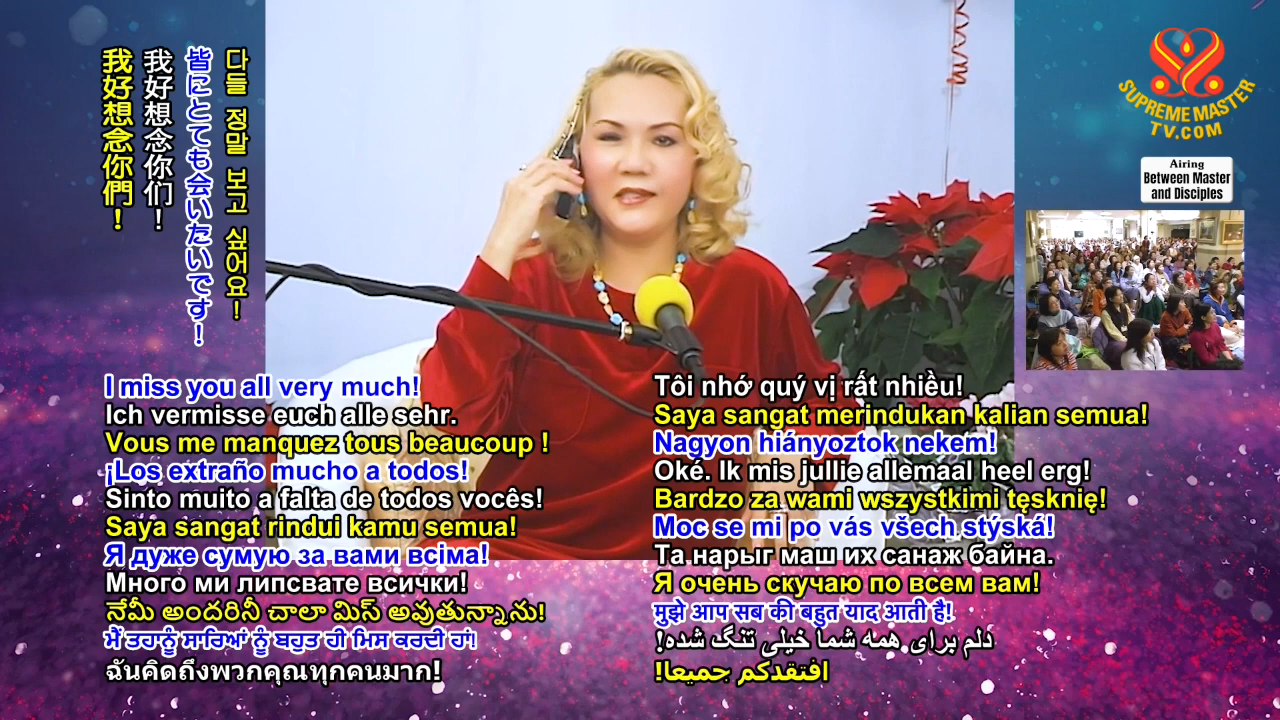 我好想念你們！
我好想念你们！
皆にとても会いたいです！
다들 정말 보고 싶어요!
SUPREME MASTER
TV.COM
Airing
Between Master
and Disciples
I miss you all very much!
Ich vermisse euch alle sehr.
Vous me manquez tous beaucoup !
¡Los extraño mucho a todos!
Sinto muito a falta de todos vocês!
Saya sangat rindui kamu semua!
Я дуже сумую за вами всіма!
Много ми липсвате всички!
నేమీ అందరినీ చాలా మిస్ అవుతున్నాను!
ਮੈਂ ਤੁਹਾਨੂੰ ਸਾਰਿਆਂ ਨੂੰ ਬਹੁਤ ਹੀ ਮਿਸ ਕਰਦੀ ਹਾਂ!
ฉันคิดถึงพวกคุณทุกคนมาก!
Tôi nhớ quý vị rất nhiều!
Saya sangat merindukan kalian semua!
Nagyon hiányoztok nekem!
Oké. Ik mis jullie allemaal heel erg!
Bardzo za wami wszystkimi tęsknię!
Moc se mi po vás všech stýská!
Та нарыг маш их санаж байна.
Я очень скучаю по всем вам!
मुझे आप सब की बहुत याद आती है!
دلم برای همه شما خیلی تنگ شده!
افتقدكم جميعا!